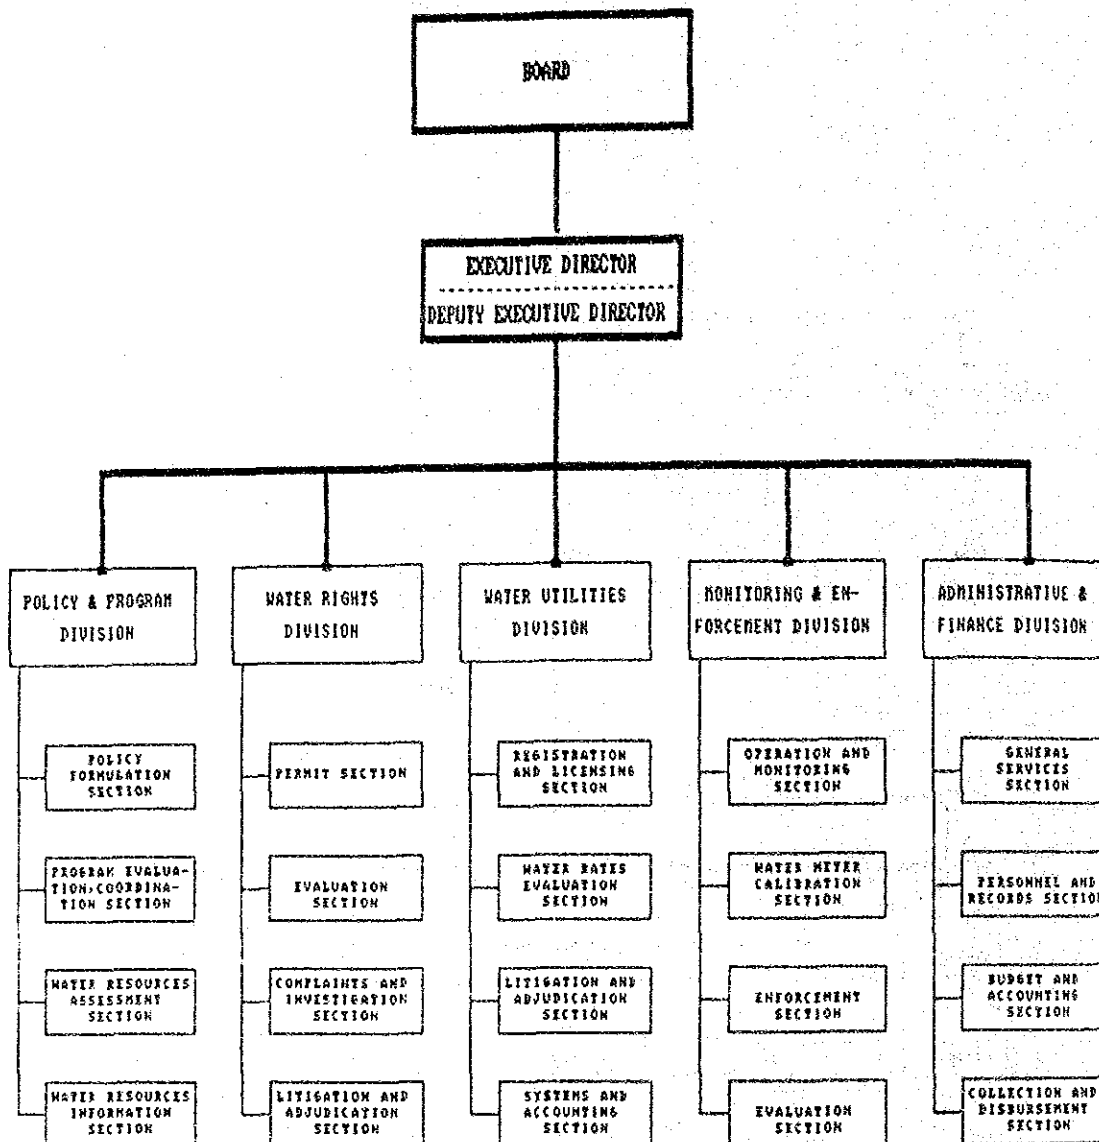 BOARD
EXECUTIVE DIRECTOR
DEPUTY EXECUTIVE DIRECTOR
POLICY & PROGRAM
DIVISION
WATER RIGHTS
DIVISION
WATER UTILITIES
DIVISION
MONITORING & EN-
FORCEMENT DIVISION
ADMINISTRATIVE &
FINANCE DIVISION
POLICY
FORMULATION
SECTION
PERMIT SECTION
REGISTRATION
AND LICENSING
SECTION
OPERATION AND
MONITORING
SECTION
GENERAL
SERVICES
SECTION
PROGRAM EVALUA-
TION,COORDINA-
TION SECTION
EVALUATION
SECTION
WATER RATES
EVALUATION
SECTION
WATER METER
CALIBRATION
SECTION
PERSONNEL AND
RECORDS SECTION
WATER RESOURCES
ASSESSMENT
SECTION
COMPLAINTS AND
INVESTIGATION
SECTION
LITIGATION AND
ADJUDICATION
SECTION
ENFORCEMENT
SECTION
BUDGET AND
ACCOUNTING
SECTION
WATER RESOURCES
INFORMATION
SECTION
LITIGATION AND
ADJUDICATION
SECTION
SYSTEMS AND
ACCOUNTING
SECTION
EVALUATION
SECTION
COLLECTION AND
DISBURSEMENT
SECTION